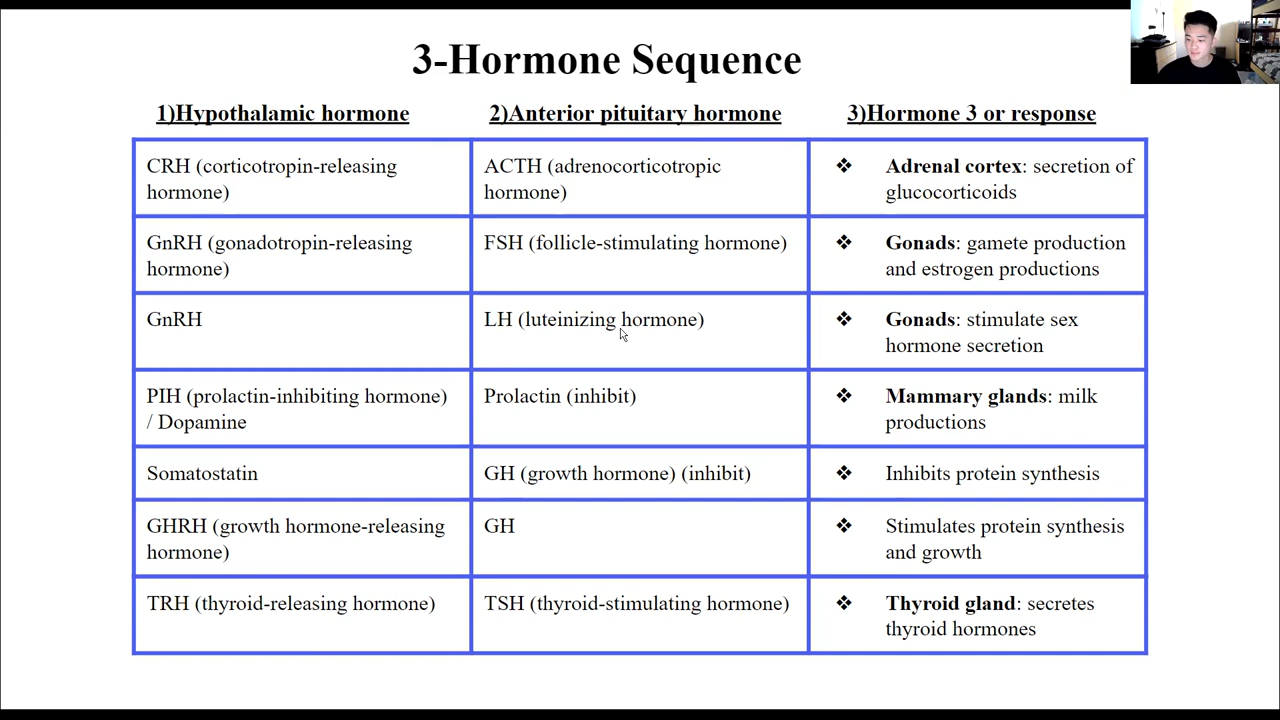 3-Hormone Sequence
1)Hypothalamic hormone
2)Anterior pituitary hormone
3)Hormone 3 or response
CRH (corticotropin-releasing
hormone)
ACTH (adrenocorticotropic
hormone)
❖ Adrenal cortex: secretion of
glucocorticoids
GnRH (gonadotropin-releasing
hormone)
FSH (follicle-stimulating hormone)
❖ Gonads: gamete production
and estrogen productions
GnRH
LH (luteinizing hormone)
❖ Gonads: stimulate sex
hormone secretion
PIH (prolactin-inhibiting hormone)
/ Dopamine
Prolactin (inhibit)
❖ Mammary glands: milk
productions
Somatostatin
GH (growth hormone) (inhibit)
❖ Inhibits protein synthesis
GHRH (growth hormone-releasing
hormone)
GH
❖ Stimulates protein synthesis
and growth
TRH (thyroid-releasing hormone)
TSH (thyroid-stimulating hormone)
❖ Thyroid gland: secretes
thyroid hormones